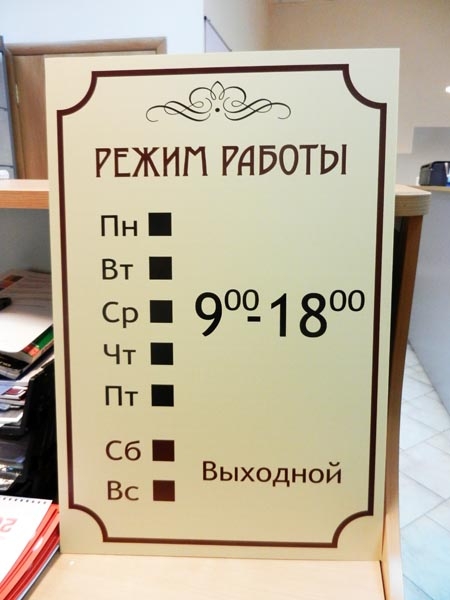 РЕЖИМ РАБОТЫ
Пн
Вт
Ср 9⁰⁰-18⁰⁰
Чт
Пт
Сб
Выходной
Вс